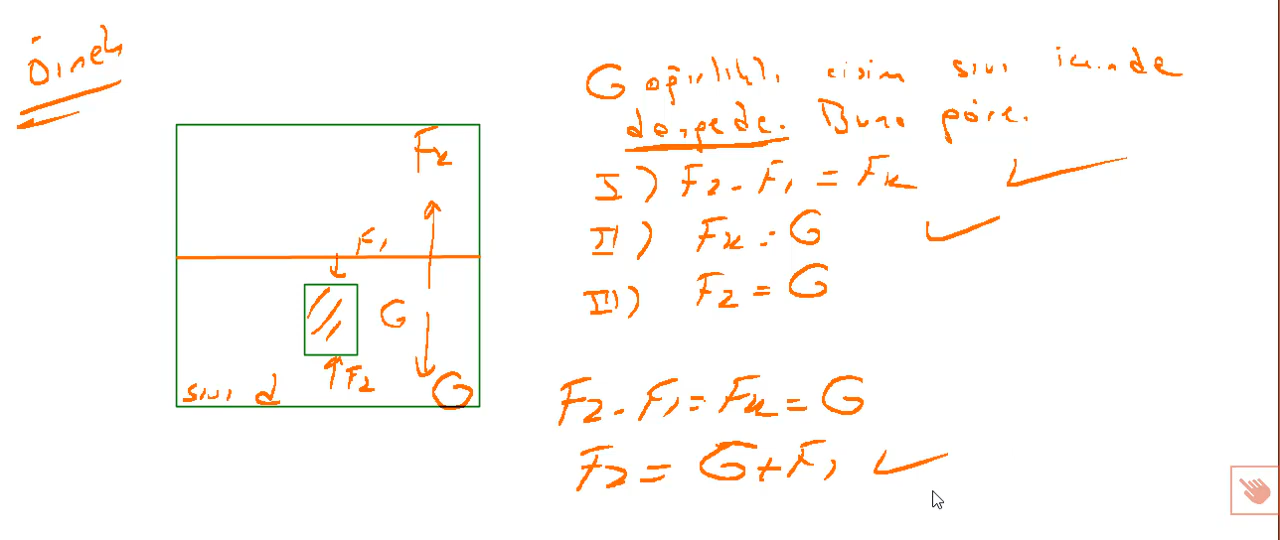 Örnek
G ağırlıklı cisim sıvı içinde
dengede. Buna göre.
I) F2 - F1 = Fk
II) Fk = G
III) F2 = G
Fk
F1
G
F2
sıvı d
G
F2 - F1 = Fk = G
F2 = G + F1